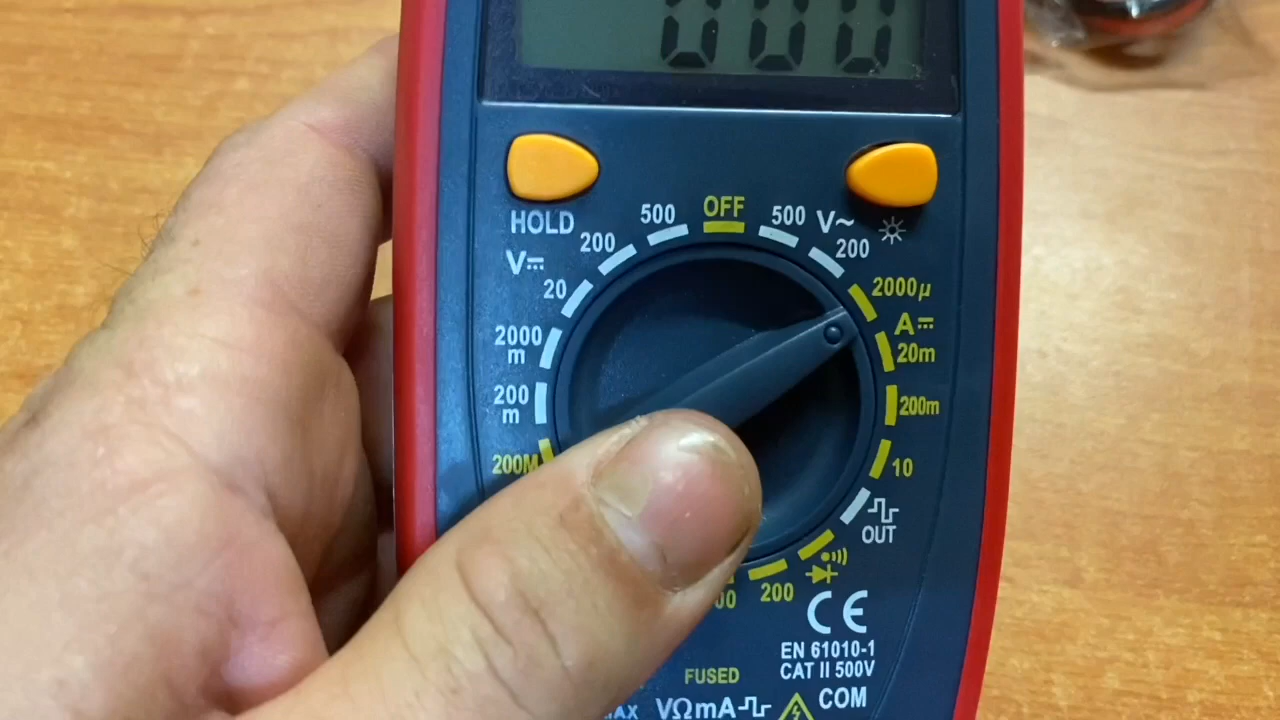 000
HOLD
500
OFF
500
V~
200
200
V⎓
20
2000µ
A⎓
2000
m
20m
200
m
200m
200M
10
OUT
200
CE
EN 61010-1
CAT II 500V
FUSED
VΩmA
COM